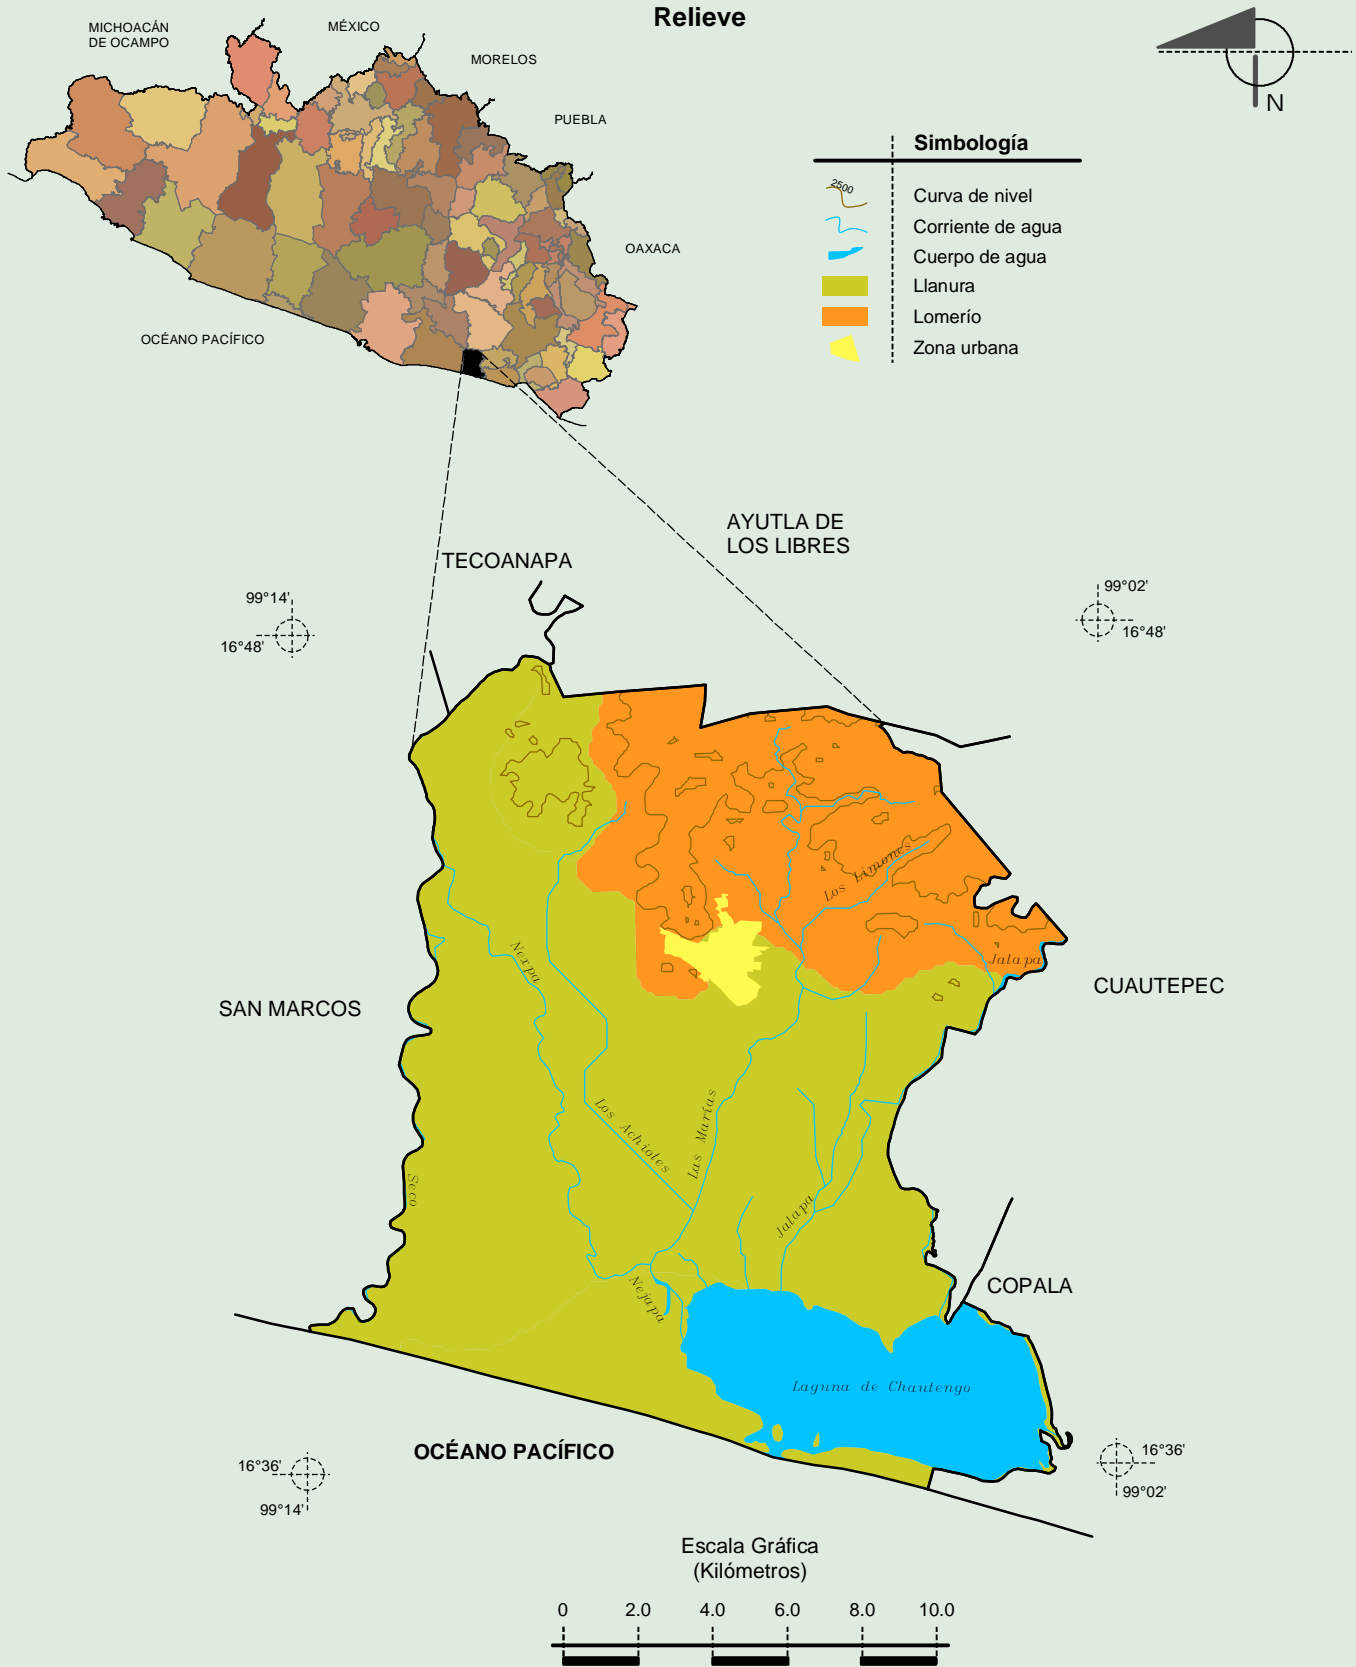 Relieve
MICHOACÁN
DE OCAMPO
MÉXICO
MORELOS
PUEBLA
OAXACA
OCÉANO PACÍFICO
N
Simbología
2500
Curva de nivel
Corriente de agua
Cuerpo de agua
Llanura
Lomerío
Zona urbana
AYUTLA DE
LOS LIBRES
TECOANAPA
99°14'
16°48'
99°02'
16°48'
Los Limones
Nexpa
Jalapa
CUAUTEPEC
SAN MARCOS
Los Achiotes
Las Marías
Seco
Jalapa
Nejapa
COPALA
Laguna de Chautengo
OCÉANO PACÍFICO
16°36'
99°14'
16°36'
99°02'
Escala Gráfica
(Kilómetros)
0 2.0 4.0 6.0 8.0 10.0